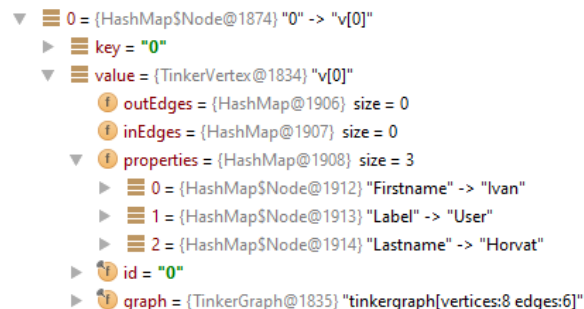 0 = {HashMap$Node@1874} "0" -> "v[0]"
key = "0"
value = {TinkerVertex@1834} "v[0]"
f outEdges = {HashMap@1906} size = 0
f inEdges = {HashMap@1907} size = 0
f properties = {HashMap@1908} size = 3
0 = {HashMap$Node@1912} "Firstname" -> "Ivan"
1 = {HashMap$Node@1913} "Label" -> "User"
2 = {HashMap$Node@1914} "Lastname" -> "Horvat"
f id = "0"
f graph = {TinkerGraph@1835} "tinkergraph[vertices:8 edges:6]"